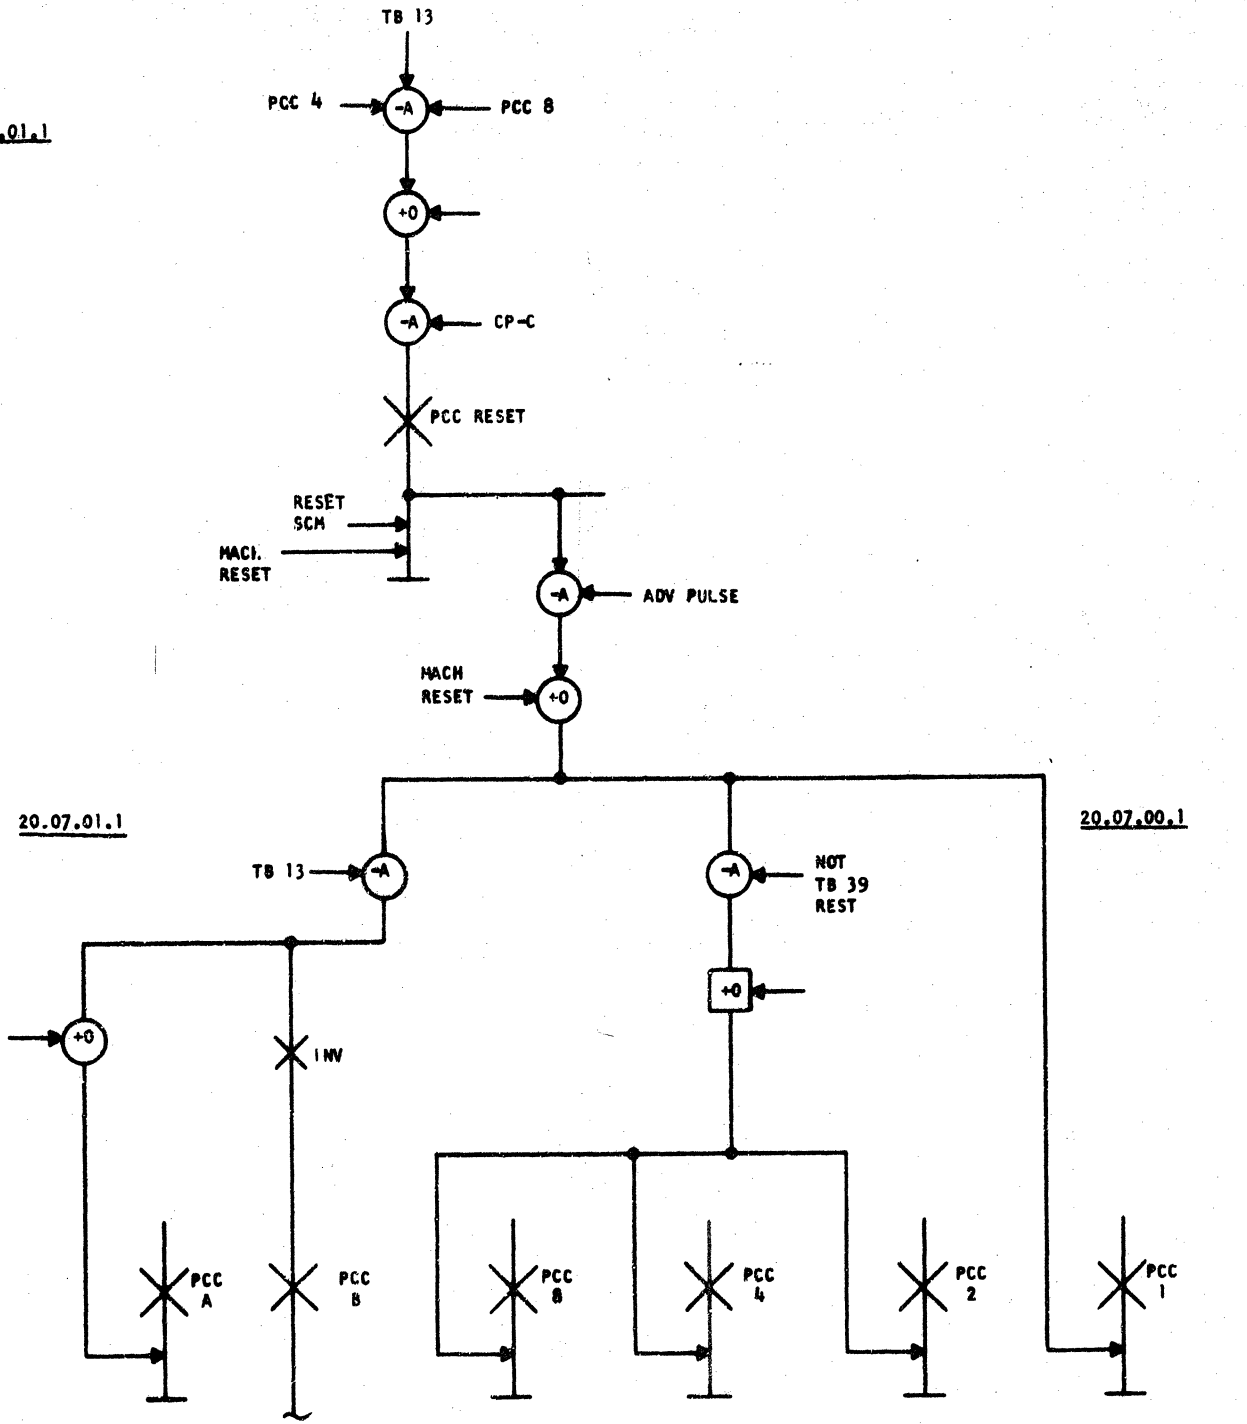 TB 13
PCC 4
-A
PCC 8
.01.1
+O
-A
CP-C
PCC RESET
RESET
SCM
MACH.
RESET
-A
ADV PULSE
MACH
RESET
+O
20.07.01.1
20.07.00.1
TB 13
-A
-A
NOT
TB 39
REST
+O
+O
INV
PCC
A
PCC
B
PCC
8
PCC
4
PCC
2
PCC
1